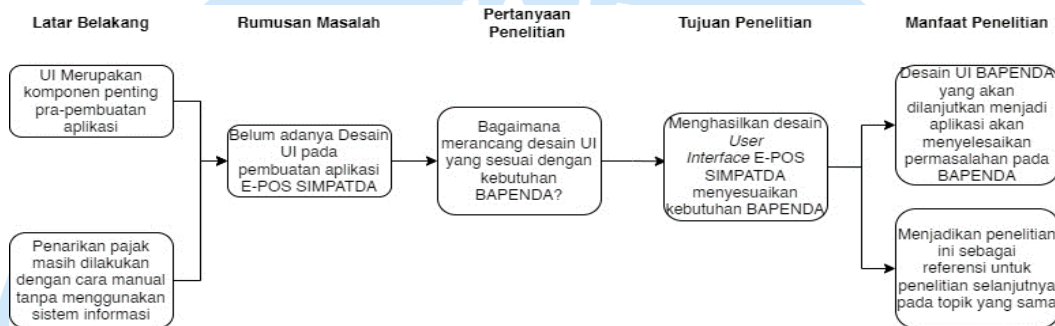 Latar Belakang
Rumusan Masalah
Pertanyaan
Penelitian
Tujuan Penelitian
Manfaat Penelitian
UI Merupakan
komponen penting
pra-pembuatan
aplikasi
Penarikan pajak
masih dilakukan
dengan cara manual
tanpa menggunakan
sistem informasi
Belum adanya Desain
UI pada
pembuatan aplikasi
E-POS SIMPATDA
Bagaimana
merancang desain UI
yang sesuai dengan
kebutuhan
BAPENDA?
Menghasilkan desain
User
Interface E-POS
SIMPATDA
menyesuaikan
kebutuhan BAPENDA
Desain UI BAPENDA
yang akan
dilanjutkan menjadi
aplikasi akan
menyelesaikan
permasalahan pada
BAPENDA
Menjadikan penelitian
ini sebagai
referensi untuk
penelitian selanjutnya
pada topik yang sama